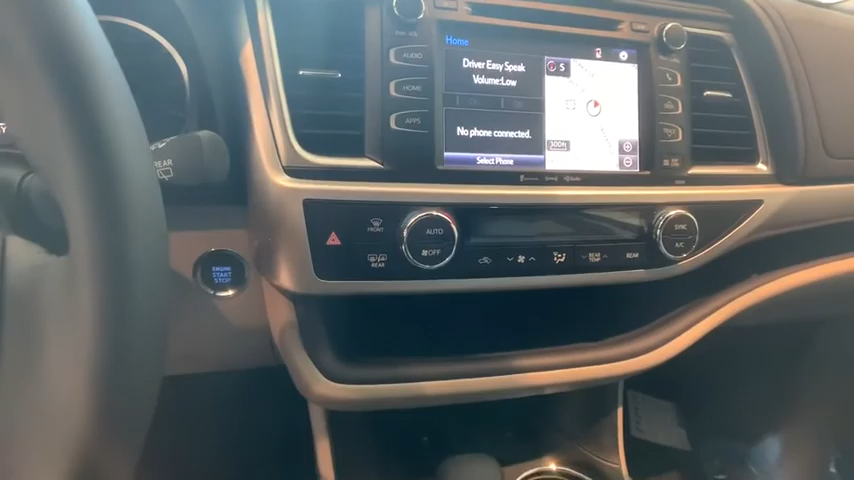 Home
Driver Easy Speak
Volume:Low
No phone connected.
Select Phone
5
300ft
AUDIO
HOME
APPS
REAR
FRONT
REAR
AUTO
OFF
SYNC
A/C
REAR
TEMP
REAR
ENGINE
START
STOP